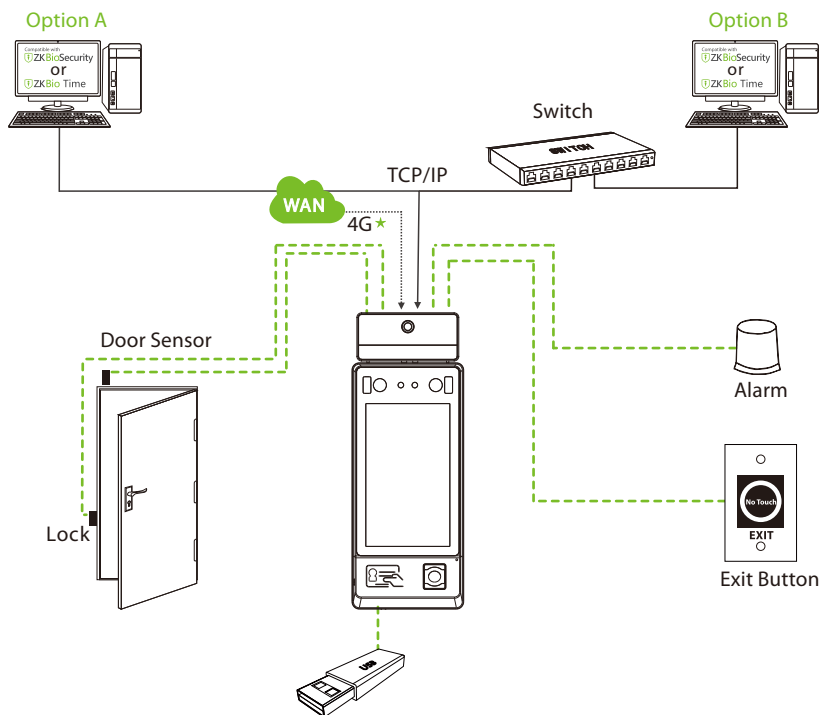 Option A
Option B
Compatible with
ZKBioSecurity
or
ZKBio Time
Compatible with
ZKBioSecurity
or
ZKBio Time
Switch
SWITCH
TCP/IP
WAN
4G★
Door Sensor
Alarm
Lock
No Touch
EXIT
Exit Button
USB